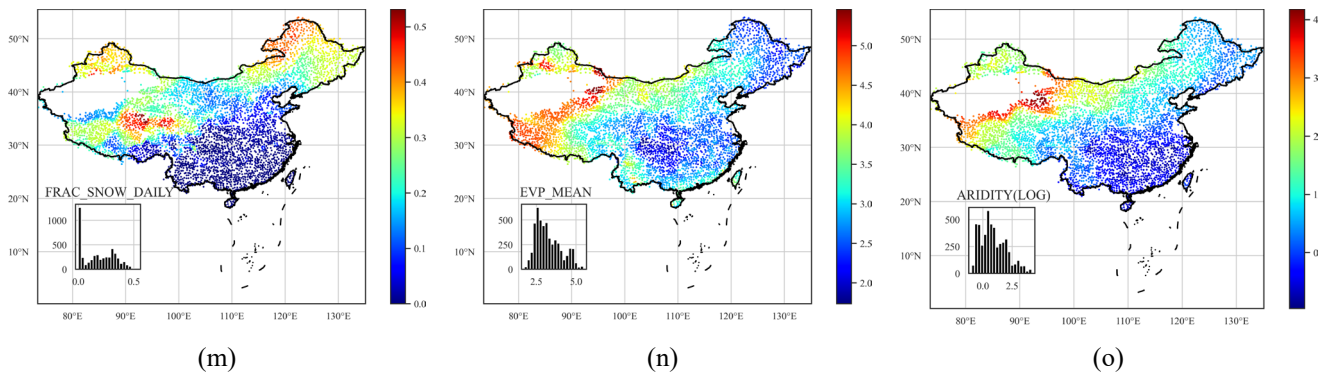 50°N
40°N
30°N
20°N
10°N
0°N
80°E 90°E 100°E 110°E 120°E 130°E
FRAC_SNOW_DAILY
1000
500
0
0.0 0.5
0.5
0.4
0.3
0.2
0.1
0.0
(m)
50°N
40°N
30°N
20°N
10°N
0°N
80°E 90°E 100°E 110°E 120°E 130°E
EVP_MEAN
500
250
0
2.5 5.0
5.0
4.5
4.0
3.5
3.0
2.5
2.0
(n)
50°N
40°N
30°N
20°N
10°N
0°N
80°E 90°E 100°E 110°E 120°E 130°E
ARIDITY(LOG)
500
250
0
0.0 2.5
4
3
2
1
0
(o)